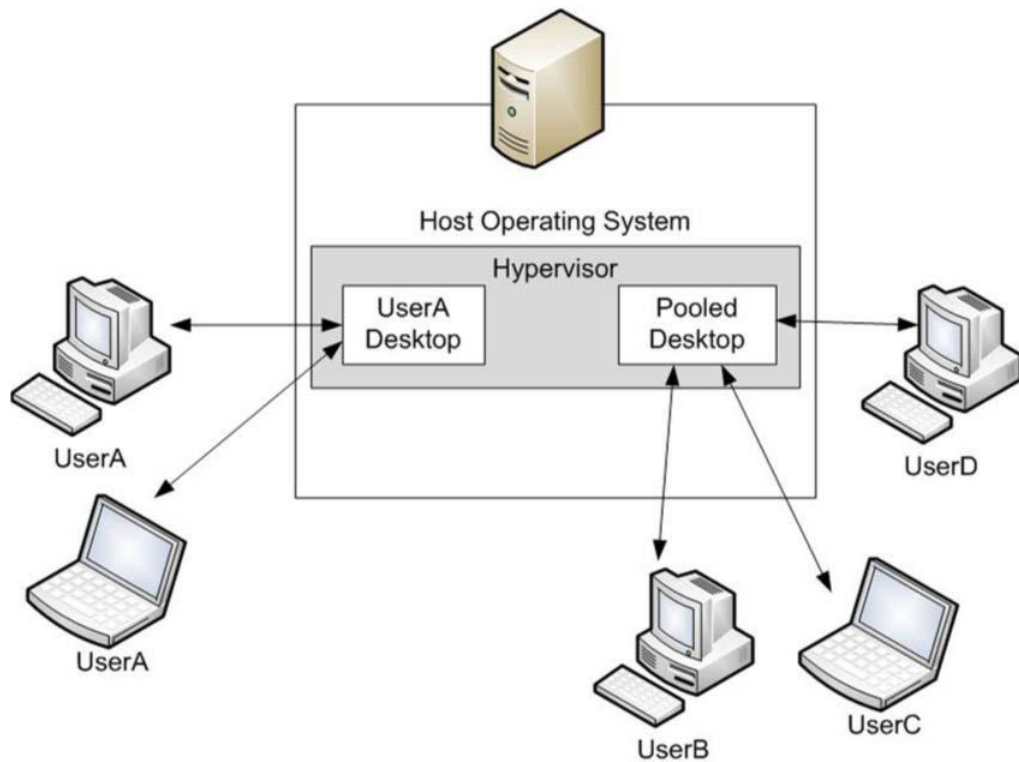 Host Operating System
Hypervisor
UserA
Desktop
Pooled
Desktop
UserA
UserD
UserA
UserB
UserC